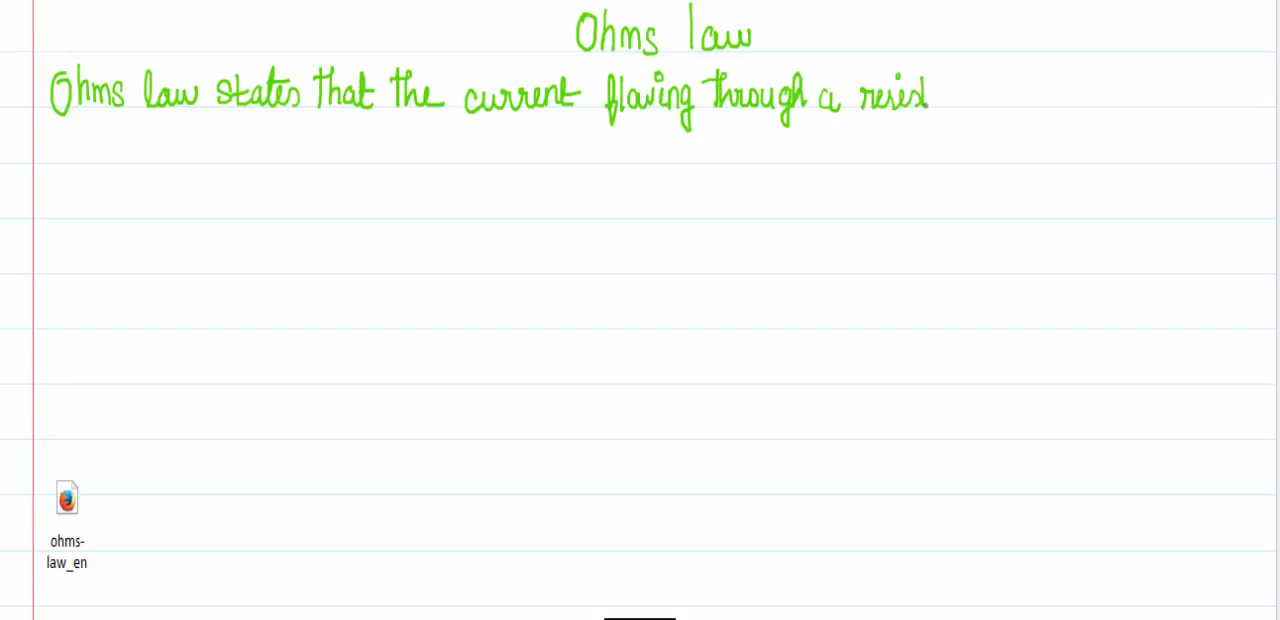 Ohms law
Ohms law states that the current flowing through a resist
ohms-
law_en